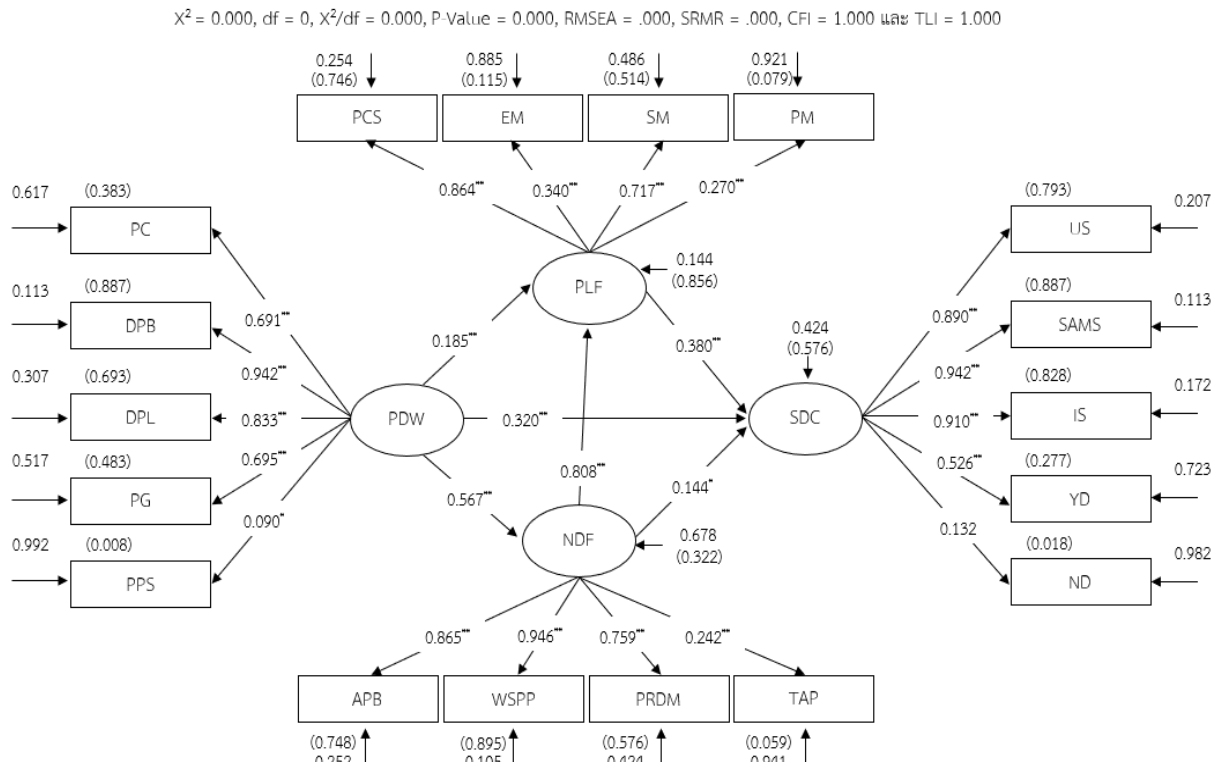 X² = 0.000, df = 0, X²/df = 0.000, P-Value = 0.000, RMSEA = .000, SRMR = .000, CFI = 1.000 และ TLI = 1.000
0.254 0.885 0.486 0.921
(0.746) (0.115) (0.514) (0.079)
PCS EM SM PM
0.864*** 0.340*** 0.717*** 0.270***
0.617 (0.383)
PC
0.113 (0.887)
DPB
0.307 (0.693)
DPL
0.517 (0.483)
PG
0.992 (0.008)
PPS
0.691***
0.942***
0.833***
0.695***
0.090*
PDW
0.185***
0.320***
0.567***
PLF
0.144
(0.856)
0.380***
0.808***
0.144*
NDF
0.678
(0.322)
0.424
(0.576)
SDC
0.890***
0.942***
0.910***
0.526***
0.132
(0.793) 0.207
US
(0.887) 0.113
SAMS
(0.828) 0.172
IS
(0.277) 0.723
YD
(0.018) 0.982
ND
0.865*** 0.946*** 0.759*** 0.242***
APB WSPP PRDM TAP
(0.748) (0.895) (0.576) (0.059)
0.252 0.105 0.424 0.941